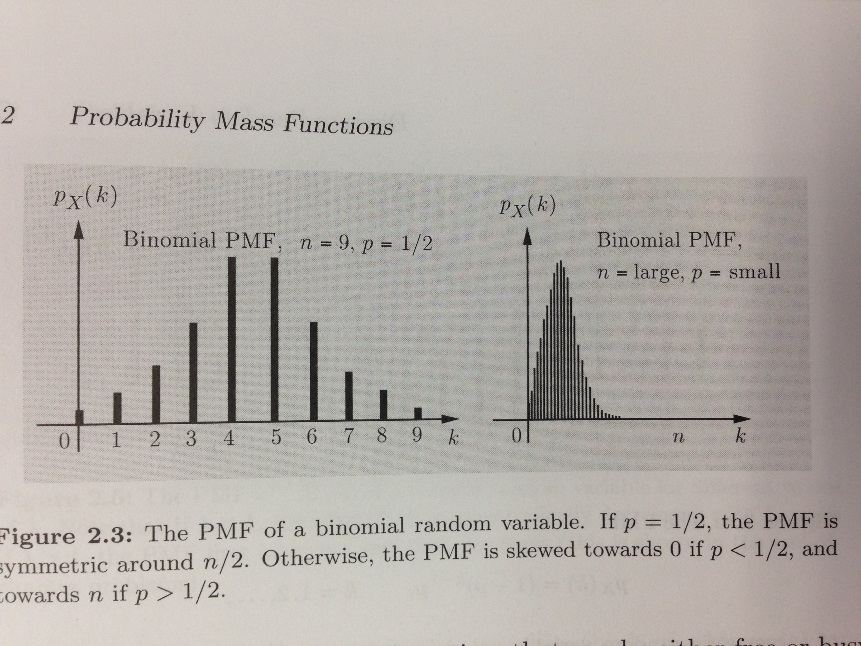 2 Probability Mass Functions
pX(k)
Binomial PMF, n = 9, p = 1/2
0 1 2 3 4 5 6 7 8 9 k
pX(k)
Binomial PMF,
n = large, p = small
0 n k
Figure 2.3: The PMF of a binomial random variable. If p = 1/2, the PMF is
symmetric around n/2. Otherwise, the PMF is skewed towards 0 if p < 1/2, and
towards n if p > 1/2.